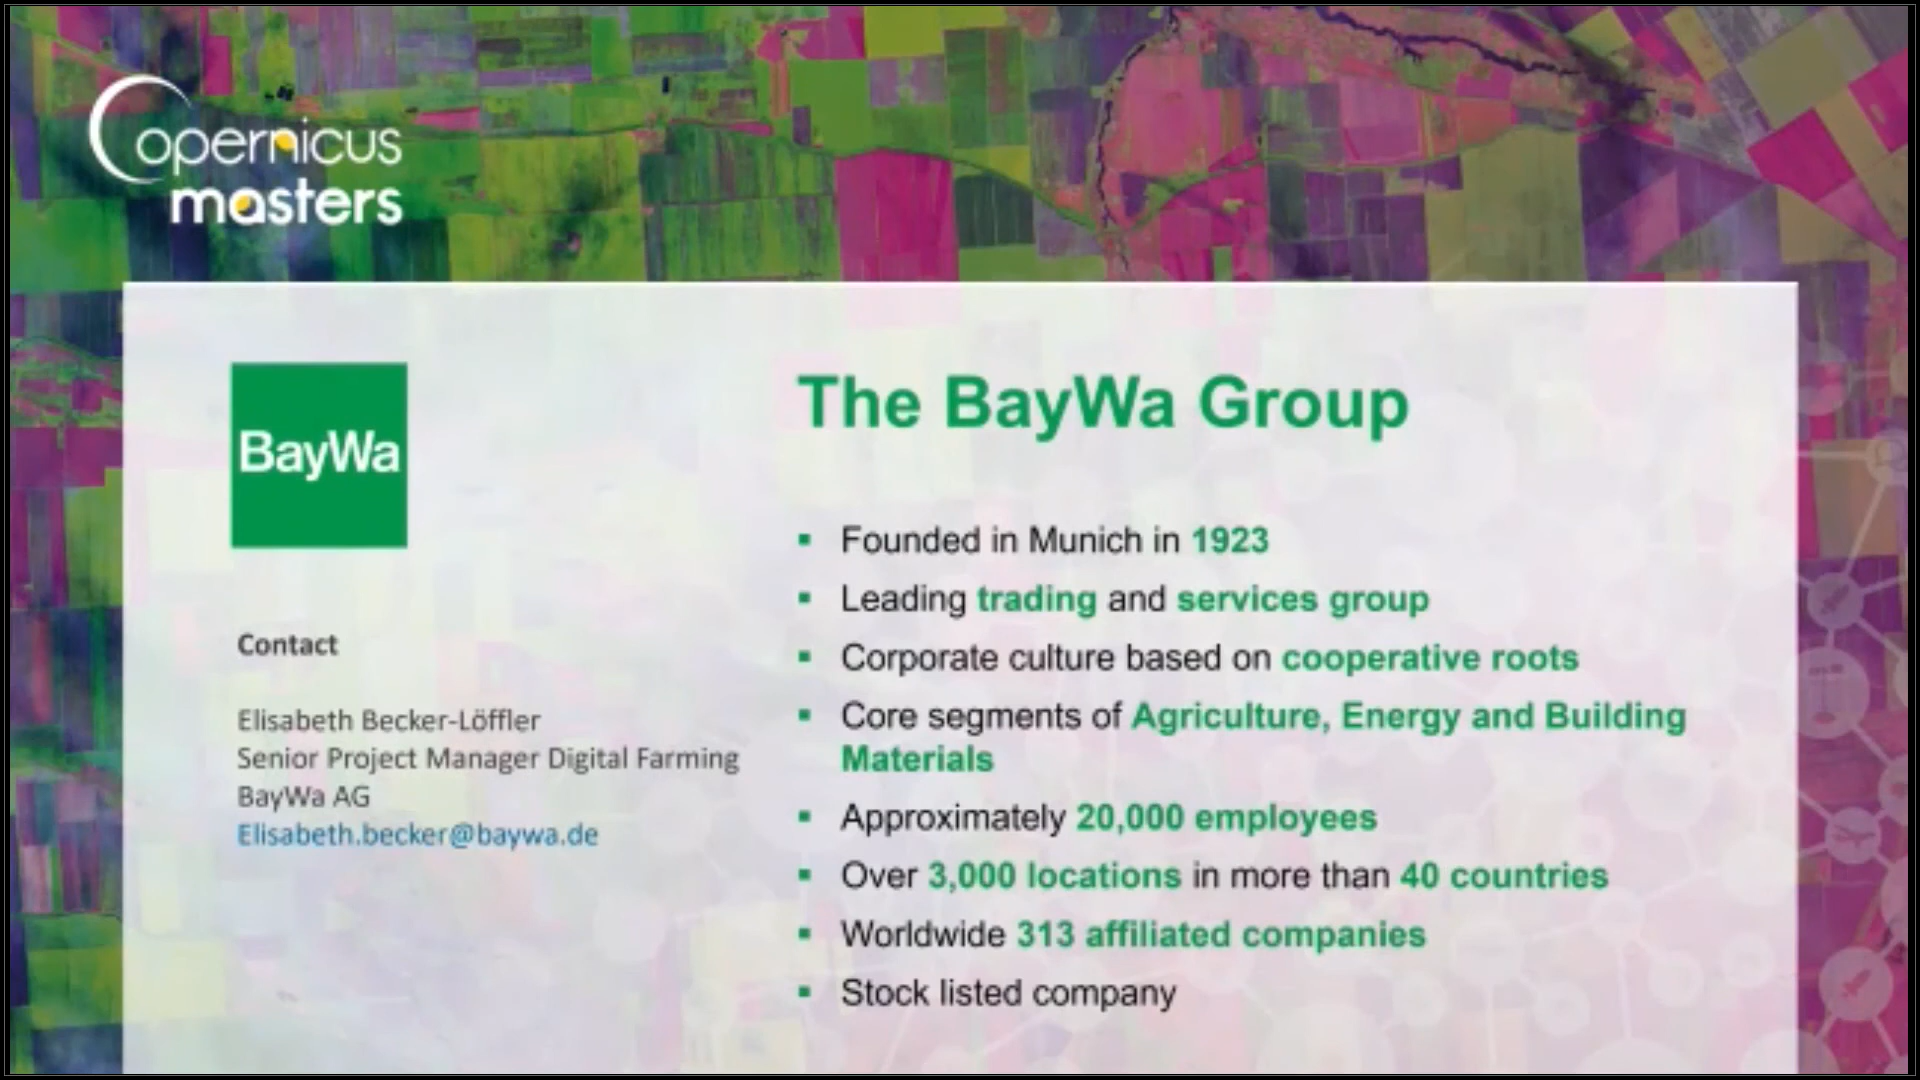 Copernicus
masters
BayWa
Contact
Elisabeth Becker-Löffler
Senior Project Manager Digital Farming
BayWa AG
Elisabeth.becker@baywa.de
The BayWa Group
▪ Founded in Munich in 1923
▪ Leading trading and services group
▪ Corporate culture based on cooperative roots
▪ Core segments of Agriculture, Energy and Building
Materials
▪ Approximately 20,000 employees
▪ Over 3,000 locations in more than 40 countries
▪ Worldwide 313 affiliated companies
▪ Stock listed company